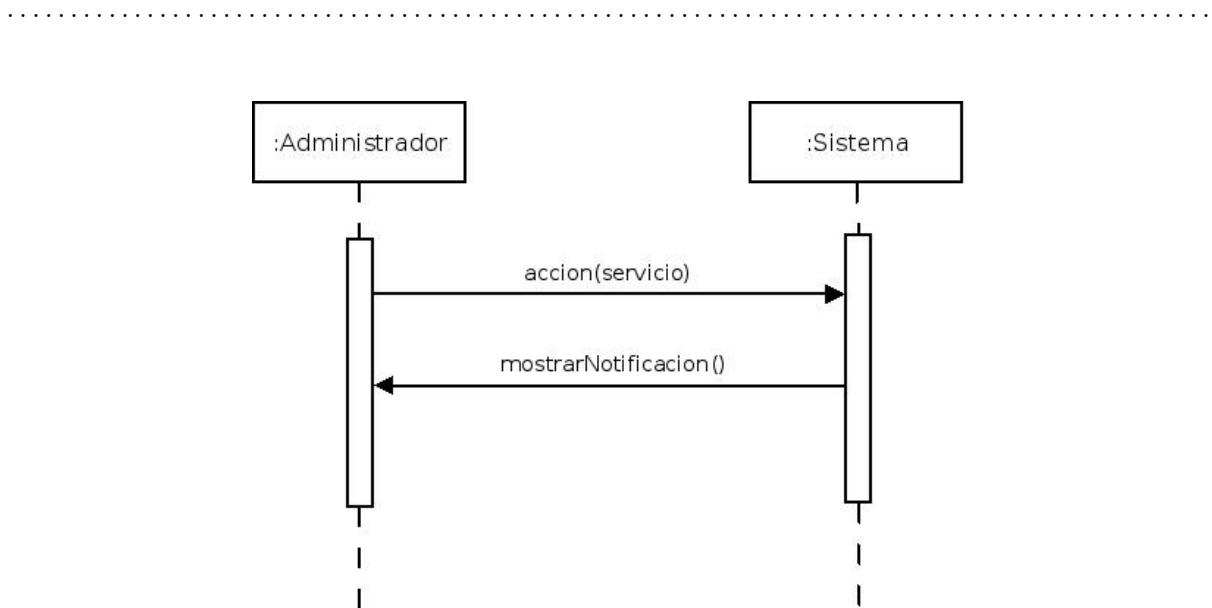 :Administrador
:Sistema
accion(servicio)
mostrarNotificacion()